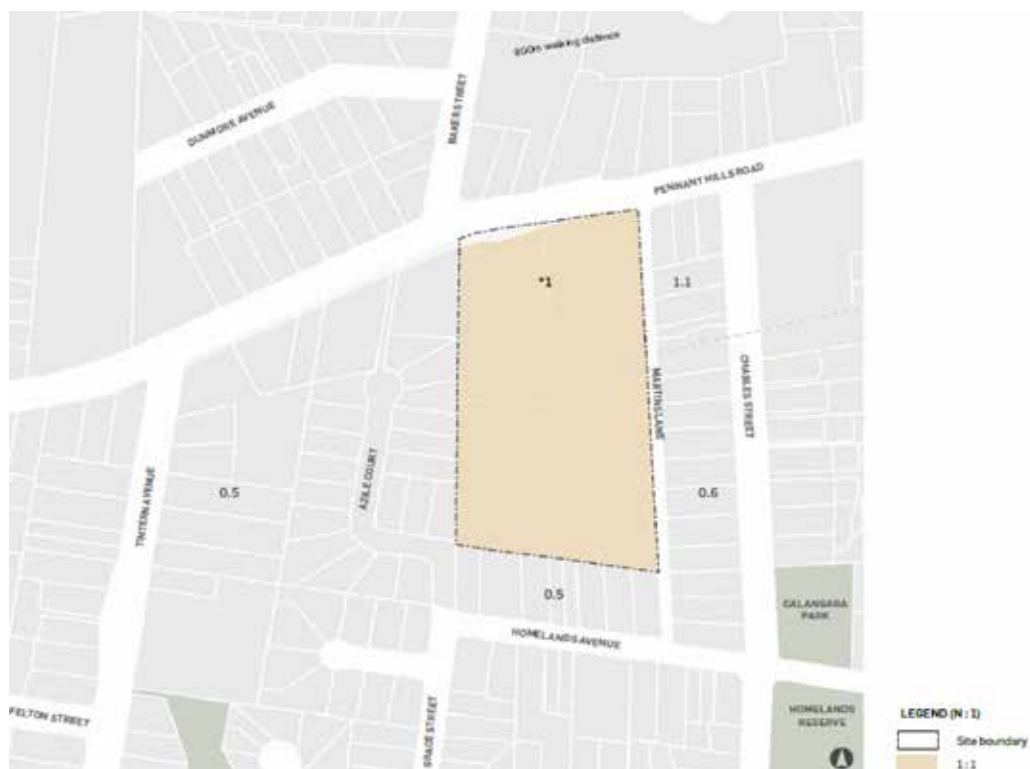 800m walking distance
DUNMORE AVENUE
BAKER STREET
PENNANT HILLS ROAD
*1
1.1
MARTINS LANE
CHARLES STREET
TINTERN AVENUE
0.5
AZILE COURT
0.6
0.5
HOMELANDS AVENUE
GALANGARA
PARK
FELTON STREET
GRACE STREET
HOMELANDS
RESERVE
LEGEND (N : 1)
Site boundary
1 : 1